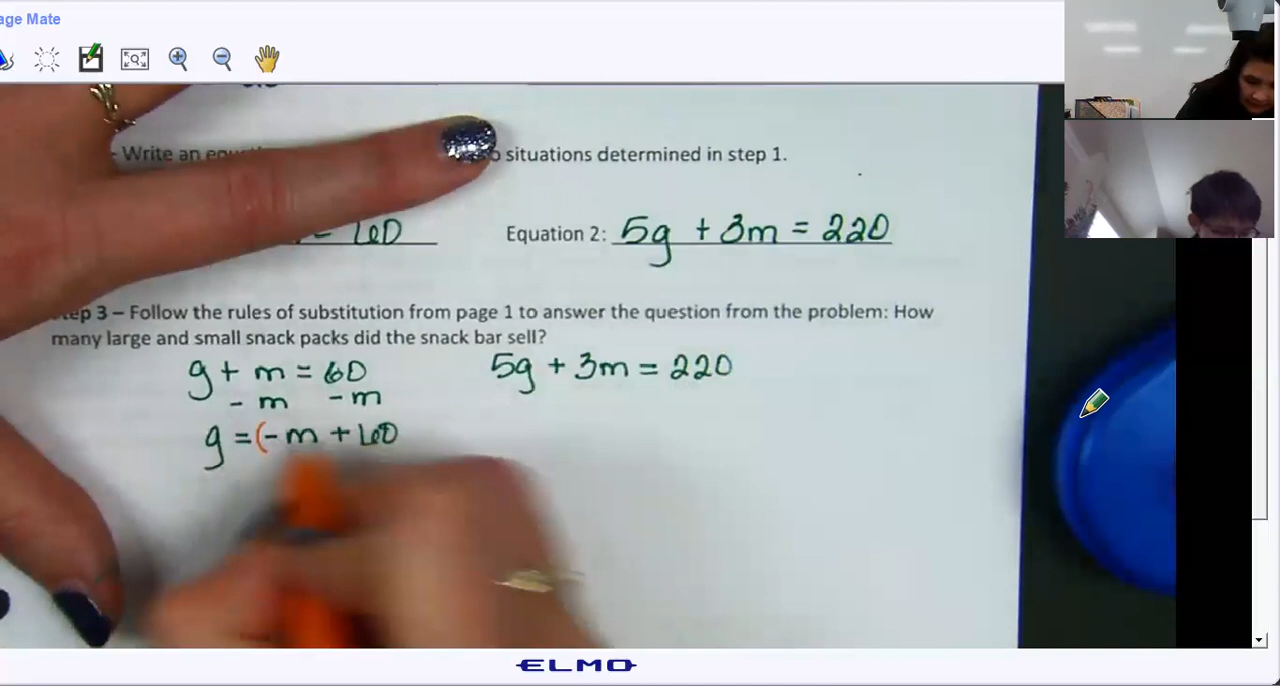 age Mate
Write an situations determined in step 1.
= 60 Equation 2: 5g + 3m = 220
ep 3 – Follow the rules of substitution from page 1 to answer the question from the problem: How
many large and small snack packs did the snack bar sell?
g + m = 60 5g + 3m = 220
- m - m
g = (- m + 60
ELMO